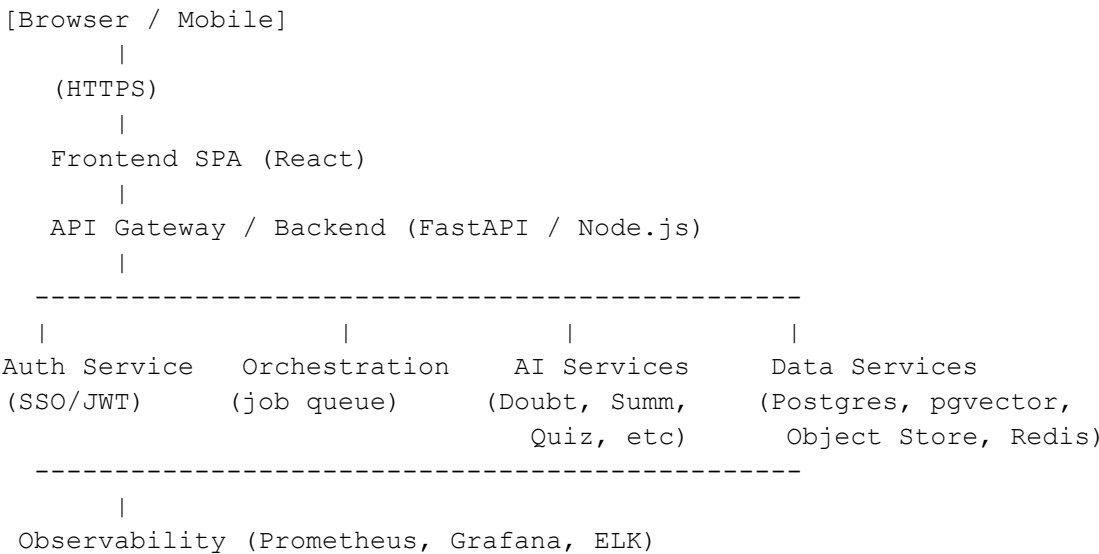 [Browser / Mobile]
|
(HTTPS)
|
Frontend SPA (React)
|
API Gateway / Backend (FastAPI / Node.js)
|
------------------------------------------------
| | | |
Auth Service Orchestration AI Services Data Services
(SSO/JWT) (job queue) (Doubt, Summ, (Postgres, pgvector,
Quiz, etc) Object Store, Redis)
------------------------------------------------
|
Observability (Prometheus, Grafana, ELK)